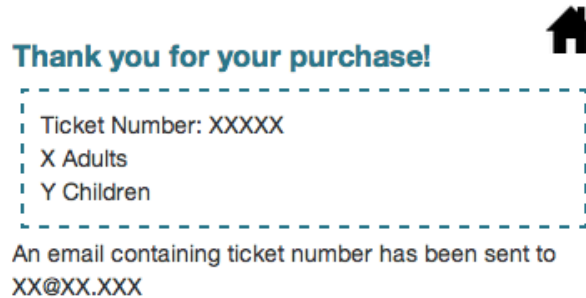 Thank you for your purchase!
Ticket Number: XXXXX
X Adults
Y Children
An email containing ticket number has been sent to
XX@XX.XXX